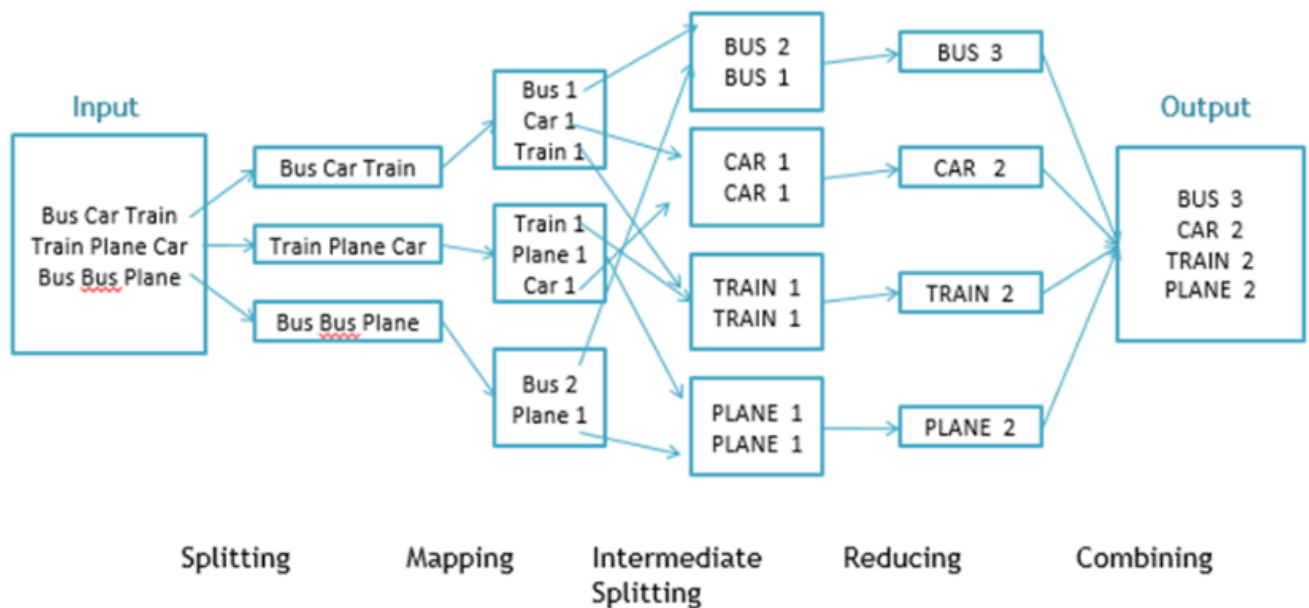 Input
Bus Car Train
Train Plane Car
Bus Bus Plane
Bus Car Train
Train Plane Car
Bus Bus Plane
Bus 1
Car 1
Train 1
Train 1
Plane 1
Car 1
Bus 2
Plane 1
BUS 2
BUS 1
CAR 1
CAR 1
TRAIN 1
TRAIN 1
PLANE 1
PLANE 1
BUS 3
CAR 2
TRAIN 2
PLANE 2
Output
BUS 3
CAR 2
TRAIN 2
PLANE 2
Splitting
Mapping
Intermediate
Splitting
Reducing
Combining